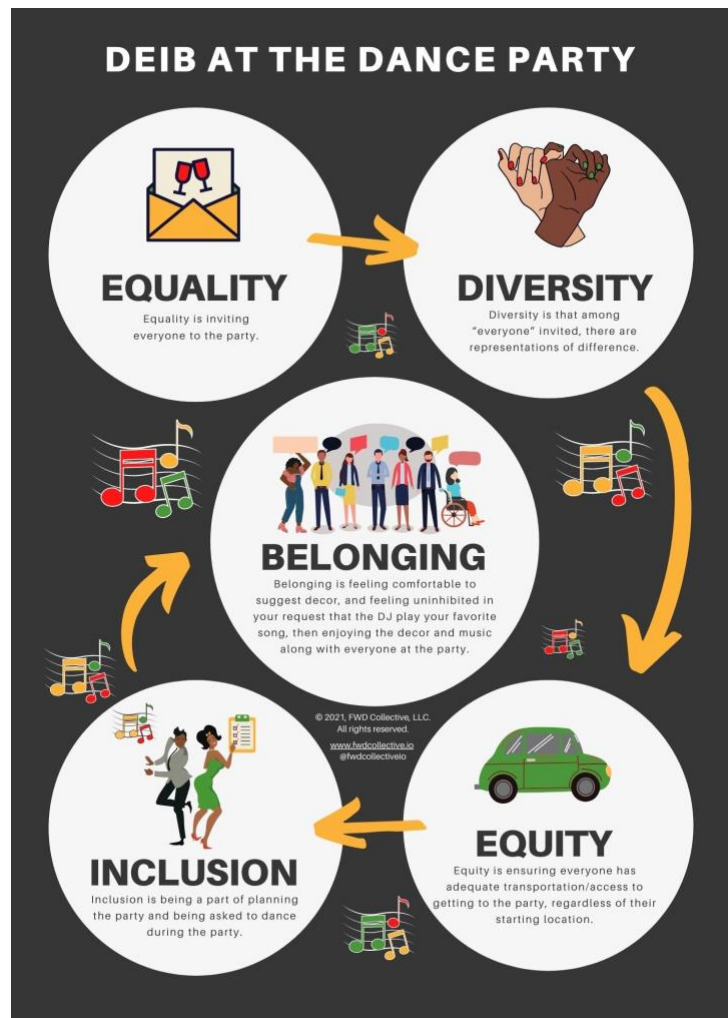 DEIB AT THE DANCE PARTY
EQUALITY
Equality is inviting
everyone to the party.
DIVERSITY
Diversity is that among
“everyone” invited, there are
representations of difference.
BELONGING
Belonging is feeling comfortable to
suggest decor, and feeling uninhibited in
your request that the DJ play your favorite
song, then enjoying the decor and music
along with everyone at the party.
© 2021, FWD Collective, LLC.
All rights reserved.
www.fwdcollective.io
@fwdcollectiveio
EQUITY
Equity is ensuring everyone has
adequate transportation/access to
getting to the party, regardless of their
starting location.
INCLUSION
Inclusion is being a part of planning
the party and being asked to dance
during the party.